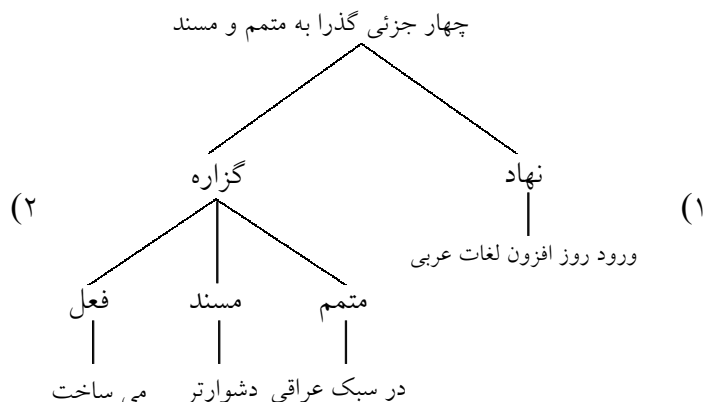 چهار جزئی گذرا به متمم و مسند
نهاد گزاره
۱) ۲)
ورود روز افزون لغات عربی
متمم مسند فعل
در سبک عراقی دشوارتر می ساخت